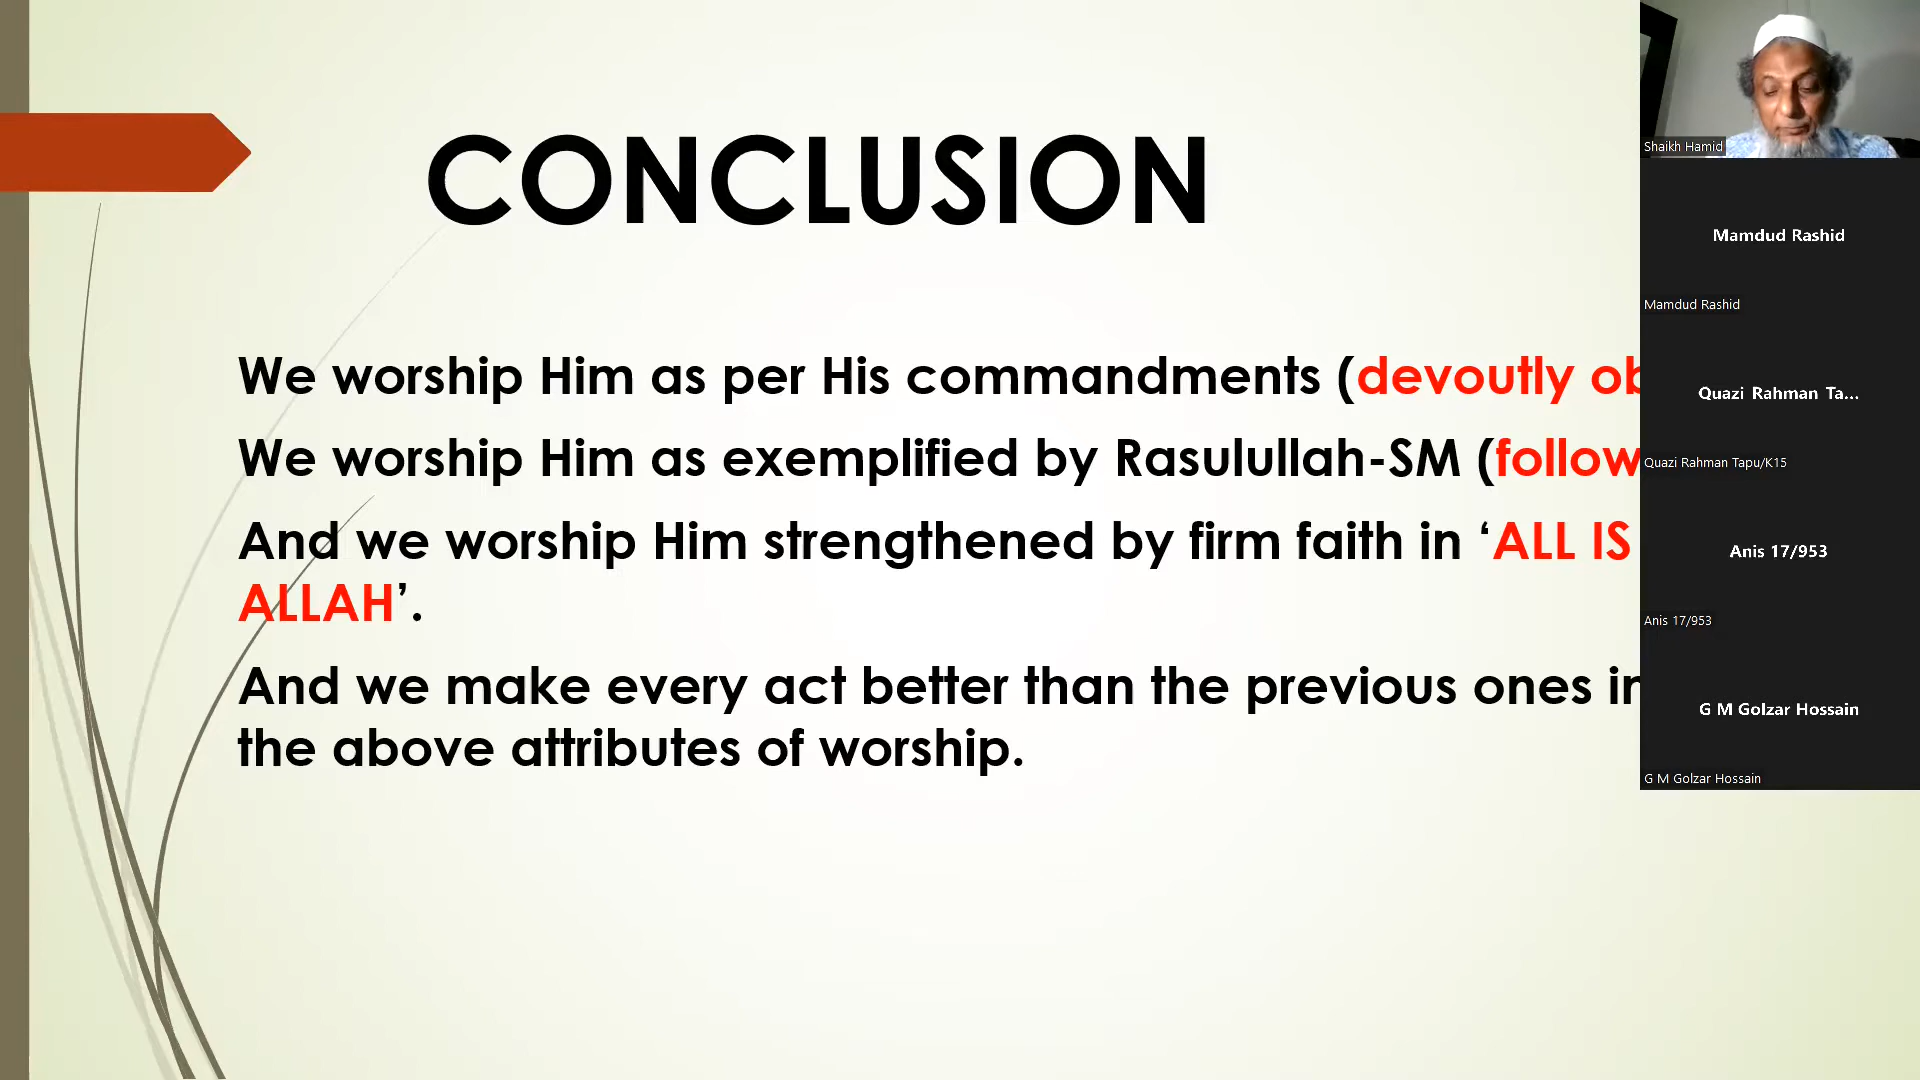 CONCLUSION
We worship Him as per His commandments (devoutly
We worship Him as exemplified by Rasulullah-SM (follow
And we worship Him strengthened by firm faith in ‘ALL IS
ALLAH’.
And we make every act better than the previous ones
the above attributes of worship.
Shaikh Hamid
Mamdud Rashid
Mamdud Rashid
Quazi Rahman Ta...
Quazi Rahman Tapu/K15
Anis 17/953
Anis 17/953
G M Golzar Hossain
G M Golzar Hossain